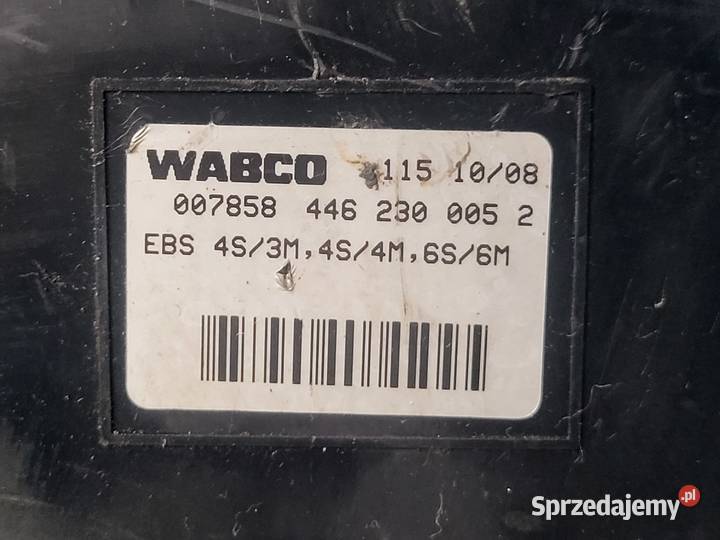 WABCO 115 10/08
007858 446 230 005 2
EBS 4S/3M,4S/4M,6S/6M
Sprzedajemy.pl